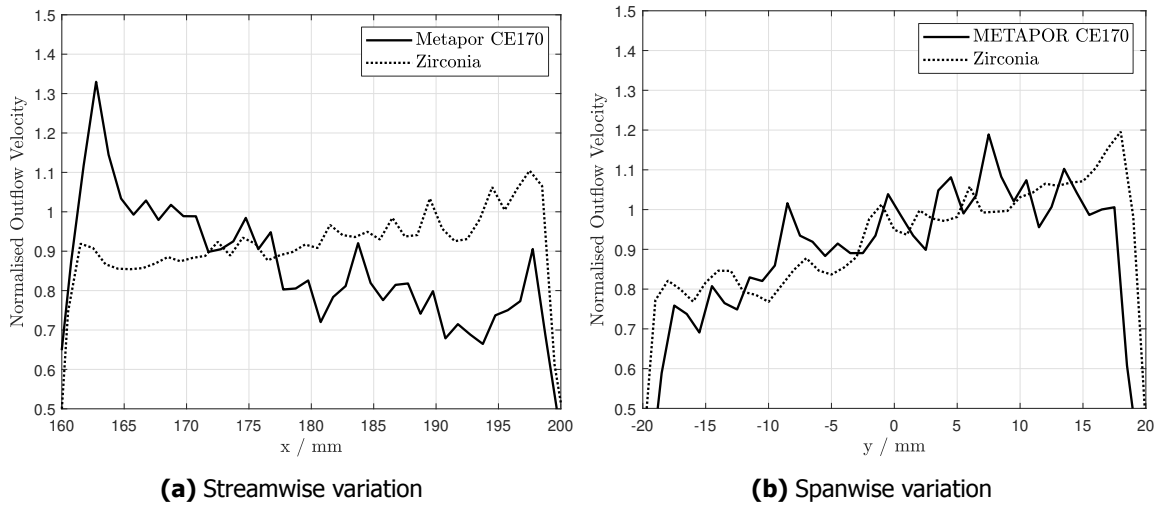 1.5
1.4
1.3
1.2
1.1
1
0.9
0.8
0.7
0.6
0.5
Normalised Outflow Velocity
Metapor CE170
Zirconia
160 165 170 175 180 185 190 195 200
x / mm
(a) Streamwise variation
1.5
1.4
1.3
1.2
1.1
1
0.9
0.8
0.7
0.6
0.5
Normalised Outflow Velocity
METAPOR CE170
Zirconia
-20 -15 -10 -5 0 5 10 15 20
y / mm
(b) Spanwise variation